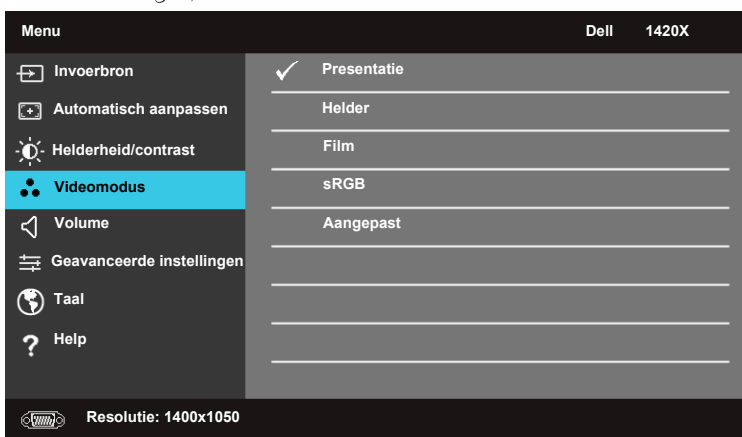 Menu Dell 1420X
Invoerbron
Automatisch aanpassen
Helderheid/contrast
Videomodus
Volume
Geavanceerde instellingen
Taal
Help
Presentatie
Helder
Film
sRGB
Aangepast
Resolutie: 1400x1050